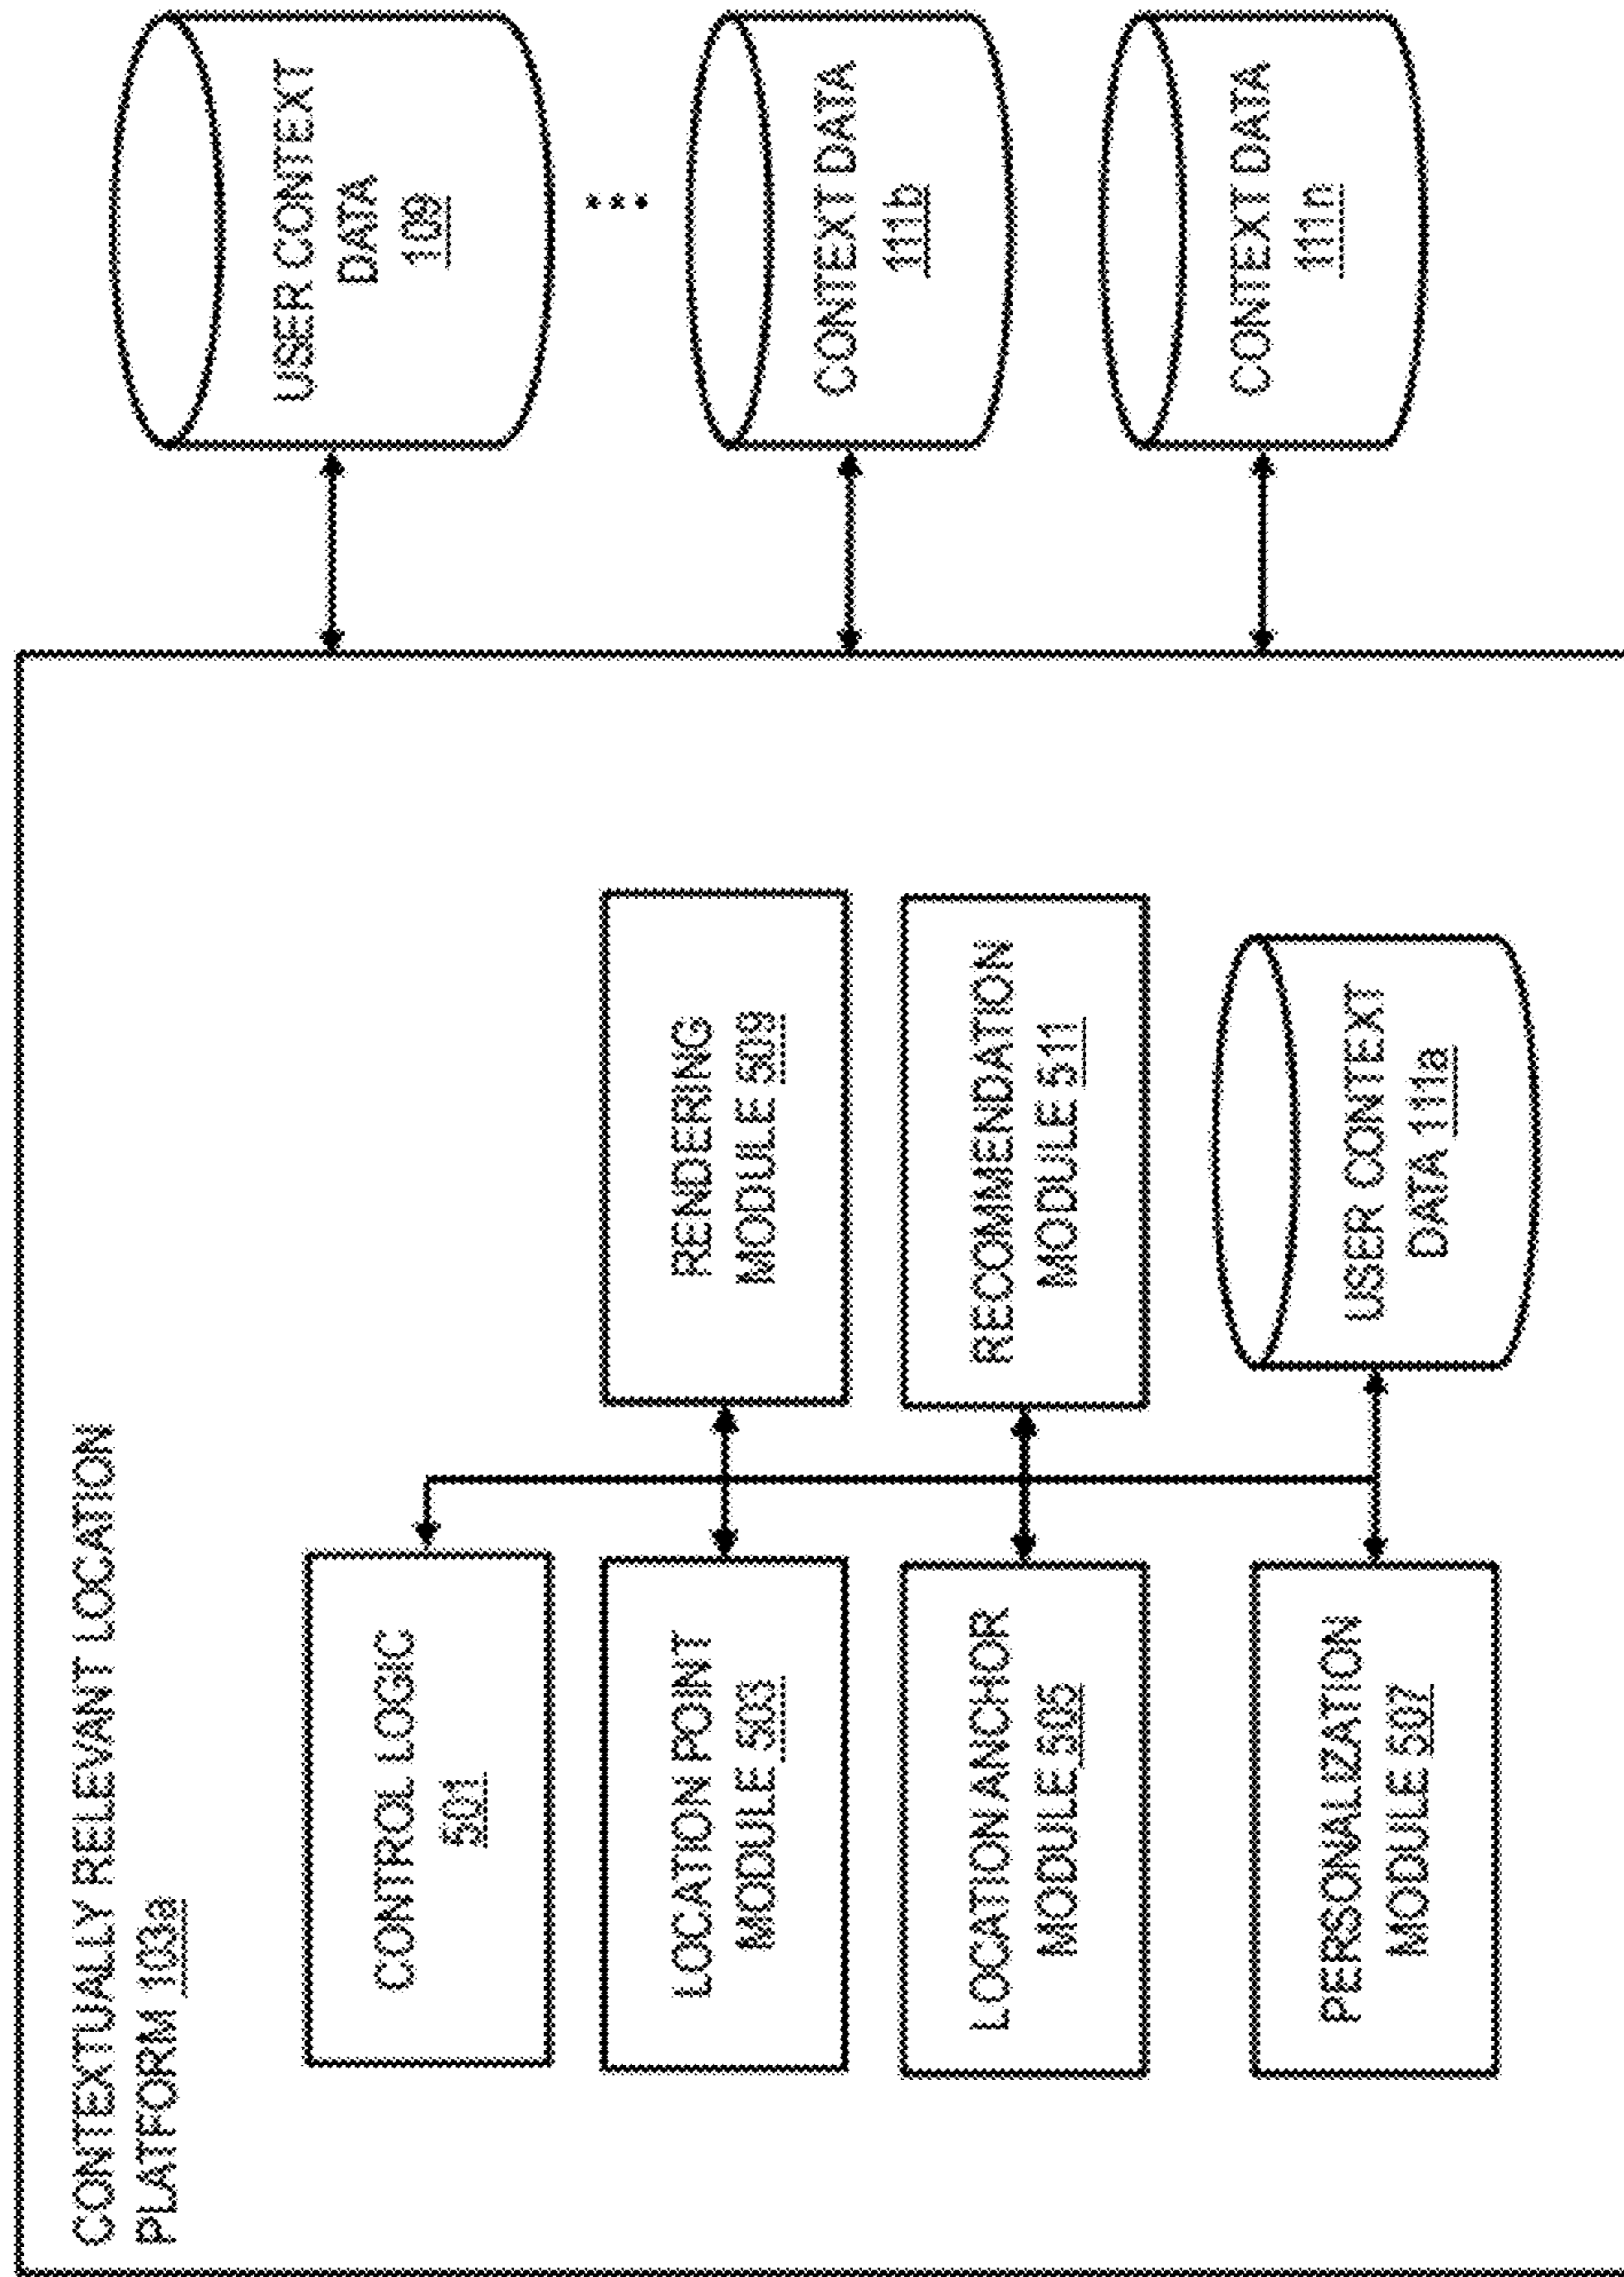 CONTEXTUALLY RELEVANT LOCATION
PLATFORM 103a
CONTROL LOGIC
501
LOCATION POINT
MODULE 503
LOCATION ANCHOR
MODULE 505
PERSONALIZATION
MODULE 507
RENDERING
MODULE 509
RECOMMENDATION
MODULE 511
USER CONTEXT
DATA 111a
USER CONTEXT
DATA
109
...
CONTEXT DATA
111b
CONTEXT DATA
111n